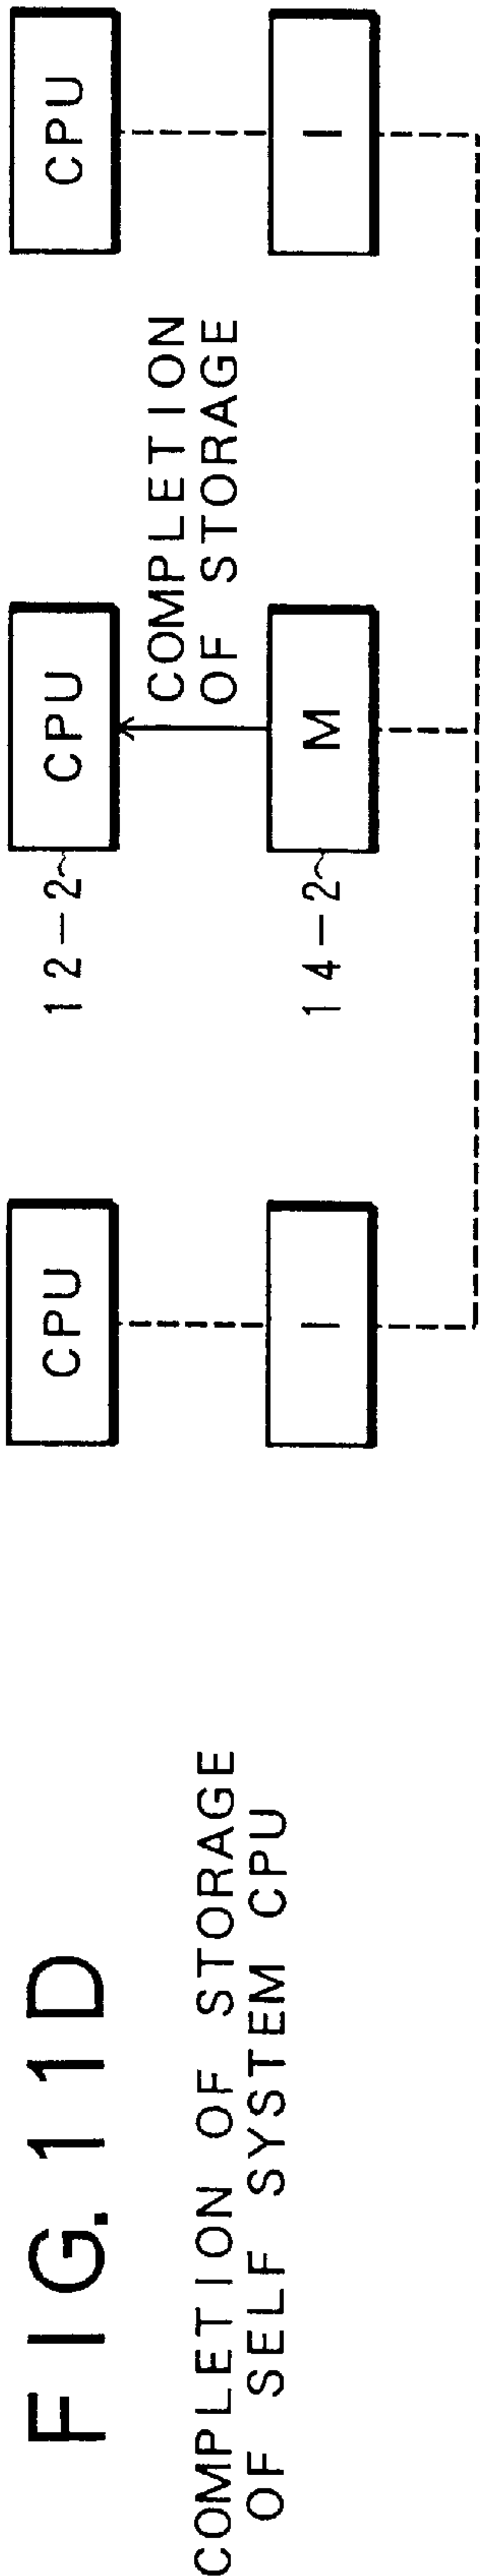 FIG. 11D
COMPLETION OF STORAGE
OF SELF SYSTEM CPU
CPU
12-2
CPU
CPU
COMPLETION
OF STORAGE
I
14-2
M
I